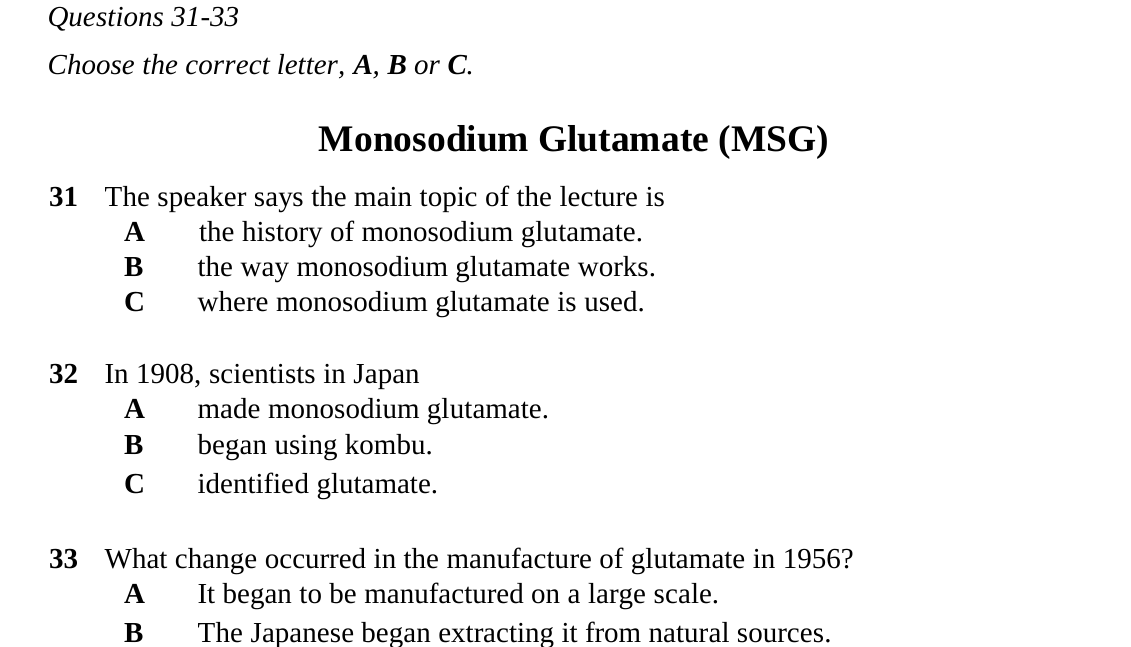 Questions 31-33
Choose the correct letter, A, B or C.
Monosodium Glutamate (MSG)
31 The speaker says the main topic of the lecture is
A the history of monosodium glutamate.
B the way monosodium glutamate works.
C where monosodium glutamate is used.
32 In 1908, scientists in Japan
A made monosodium glutamate.
B began using kombu.
C identified glutamate.
33 What change occurred in the manufacture of glutamate in 1956?
A It began to be manufactured on a large scale.
B The Japanese began extracting it from natural sources.